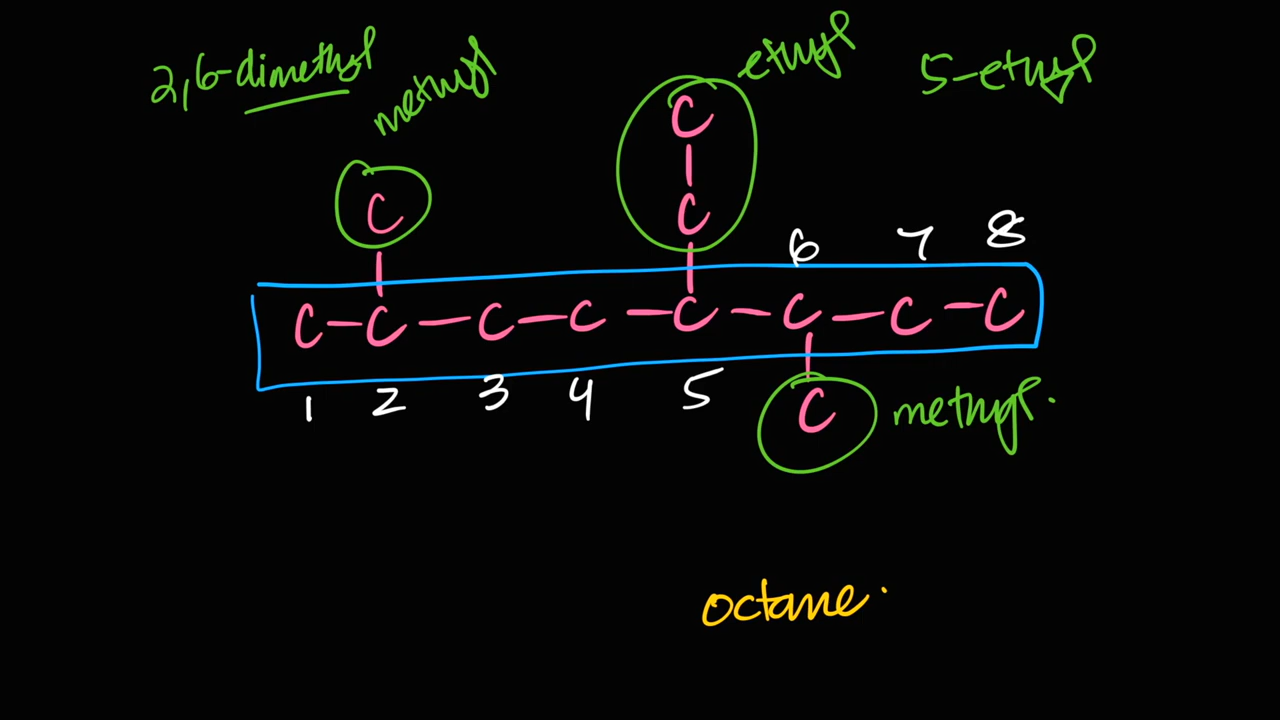 2,6-dimethyl methyl ethyl 5-ethyl
C
C C
6 7 8
C-C-C-C-C-C-C-C
1 2 3 4 5
C methyl.
octane.